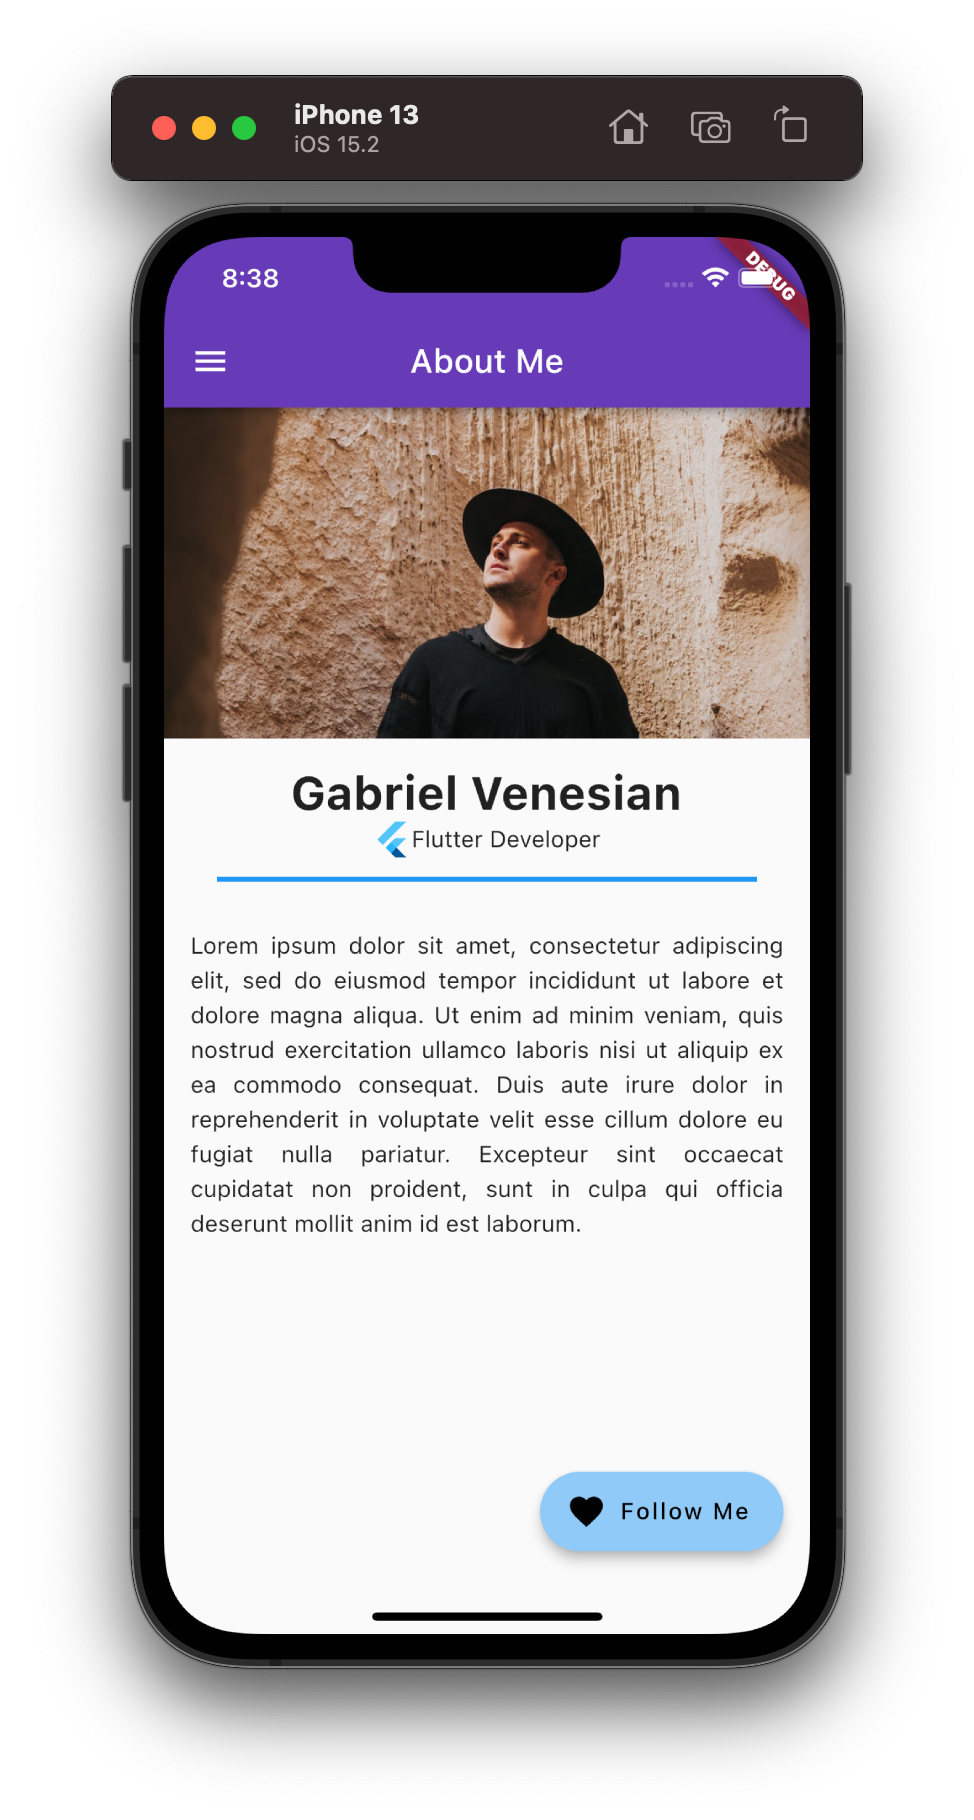 iPhone 13
iOS 15.2
8:38
DEBUG
About Me
Gabriel Venesian
Flutter Developer
Lorem ipsum dolor sit amet, consectetur adipiscing
elit, sed do eiusmod tempor incididunt ut labore et
dolore magna aliqua. Ut enim ad minim veniam, quis
nostrud exercitation ullamco laboris nisi ut aliquip ex
ea commodo consequat. Duis aute irure dolor in
reprehenderit in voluptate velit esse cillum dolore eu
fugiat nulla pariatur. Excepteur sint occaecat
cupidatat non proident, sunt in culpa qui officia
deserunt mollit anim id est laborum.
Follow Me